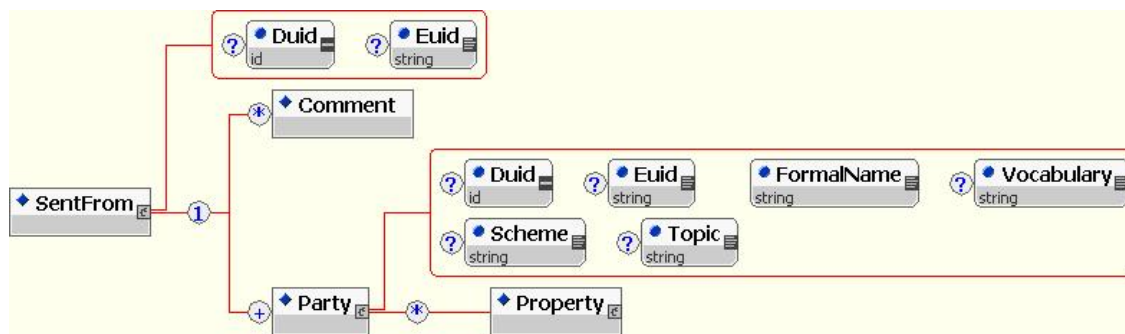 ? Duid ? Euid
id string
* Comment
? Duid ? Euid FormalName ? Vocabulary
id string string string
SentFrom 1
? Scheme ? Topic
string string
+ Party * Property